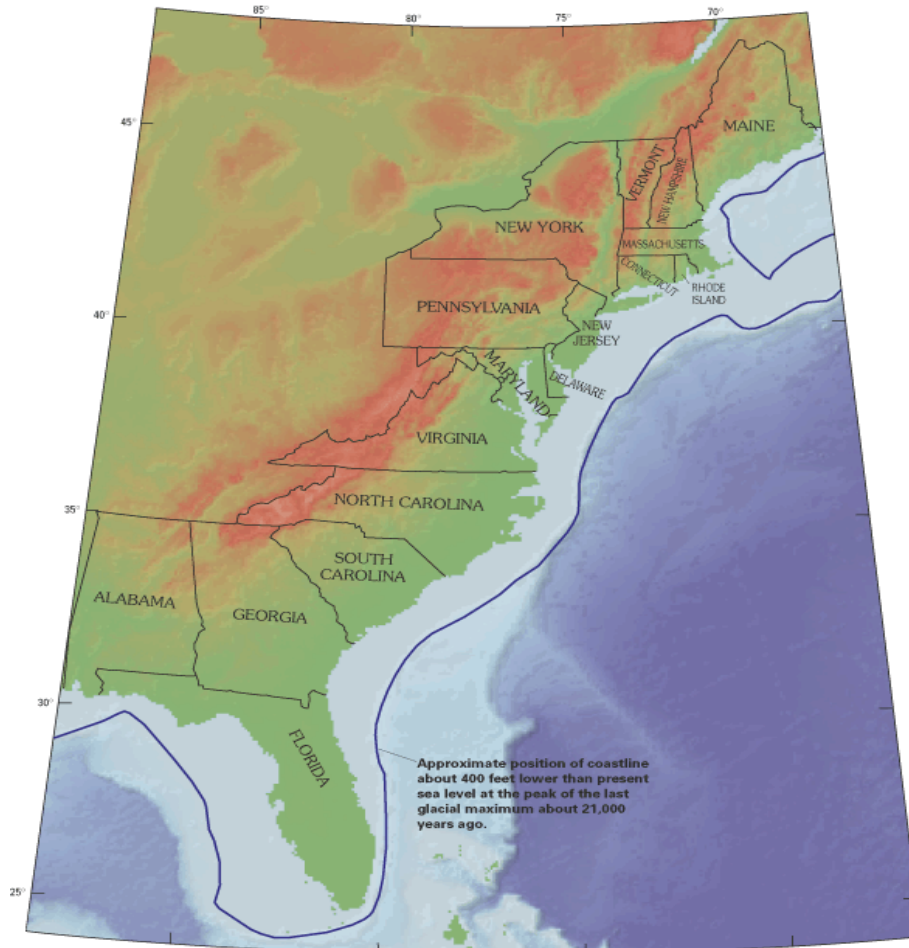 85°
80°
75°
70°
45°
MAINE
VERMONT
NEW HAMPSHIRE
NEW YORK
MASSACHUSETTS
CONNECTICUT
RHODE
ISLAND
40°
PENNSYLVANIA
NEW
JERSEY
MARYLAND
DELAWARE
VIRGINIA
35°
NORTH CAROLINA
SOUTH
CAROLINA
ALABAMA
GEORGIA
30°
FLORIDA
Approximate position of coastline
about 400 feet lower than present
sea level at the peak of the last
glacial maximum about 21,000
years ago.
25°